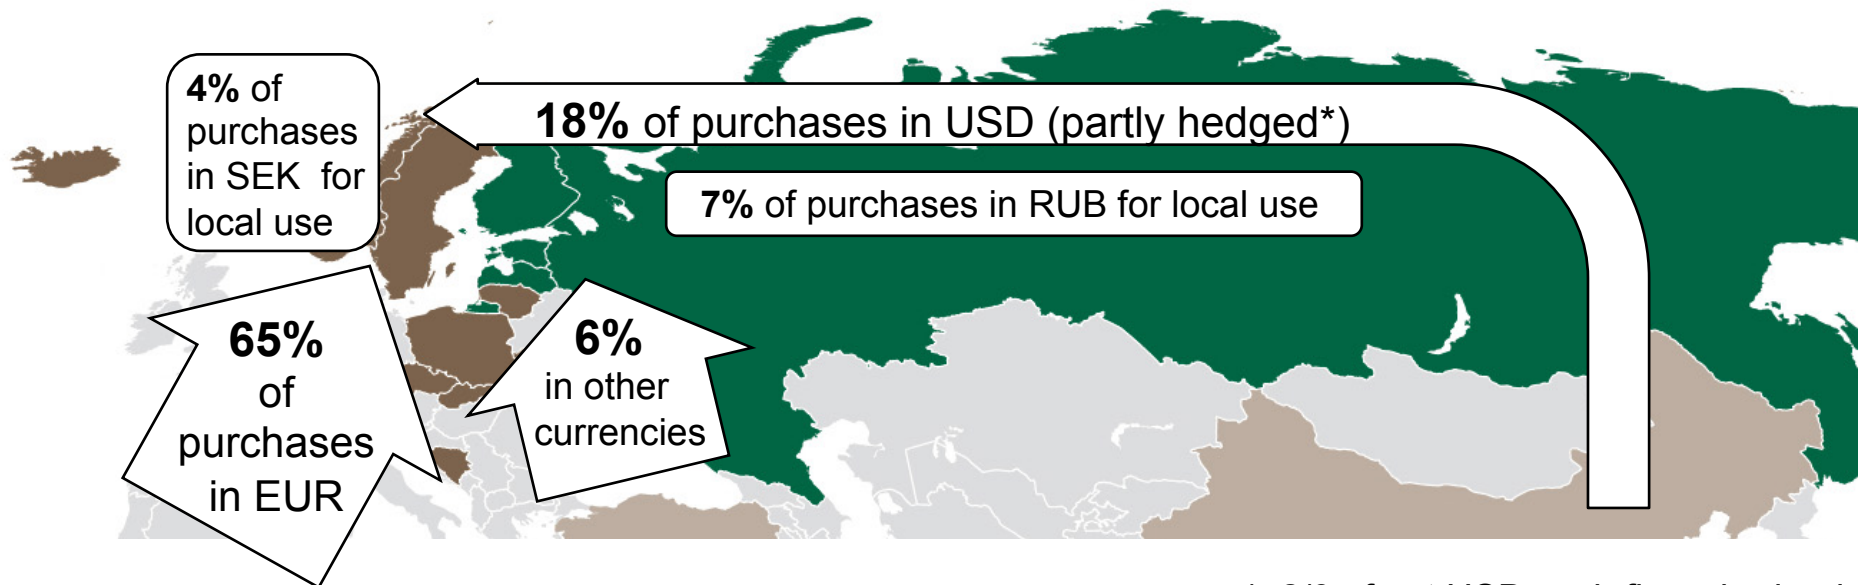 4% of
purchases
in SEK for
local use
18% of purchases in USD (partly hedged*)
7% of purchases in RUB for local use
65%
of
purchases
in EUR
6%
in other
currencies